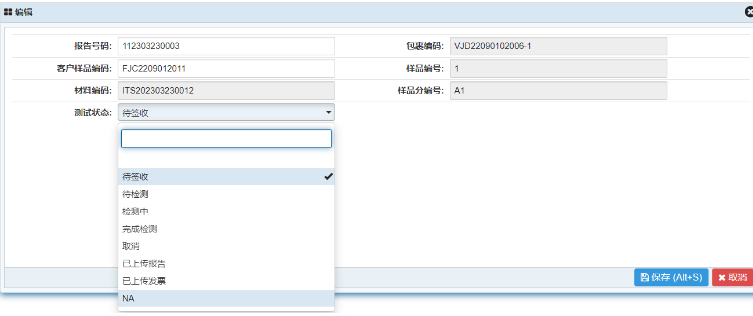 编辑
报告号码: 112303230003 包裹编码: VJD22090102006-1
客户样品编码: FJC2209012011 样品编号: 1
材料编码: ITS202303230012 样品分编号: A1
测试状态: 待签收
待签收
待检测
检测中
完成检测
取消
已上传报告
已上传发票
NA
保存 (Alt+S) 取消